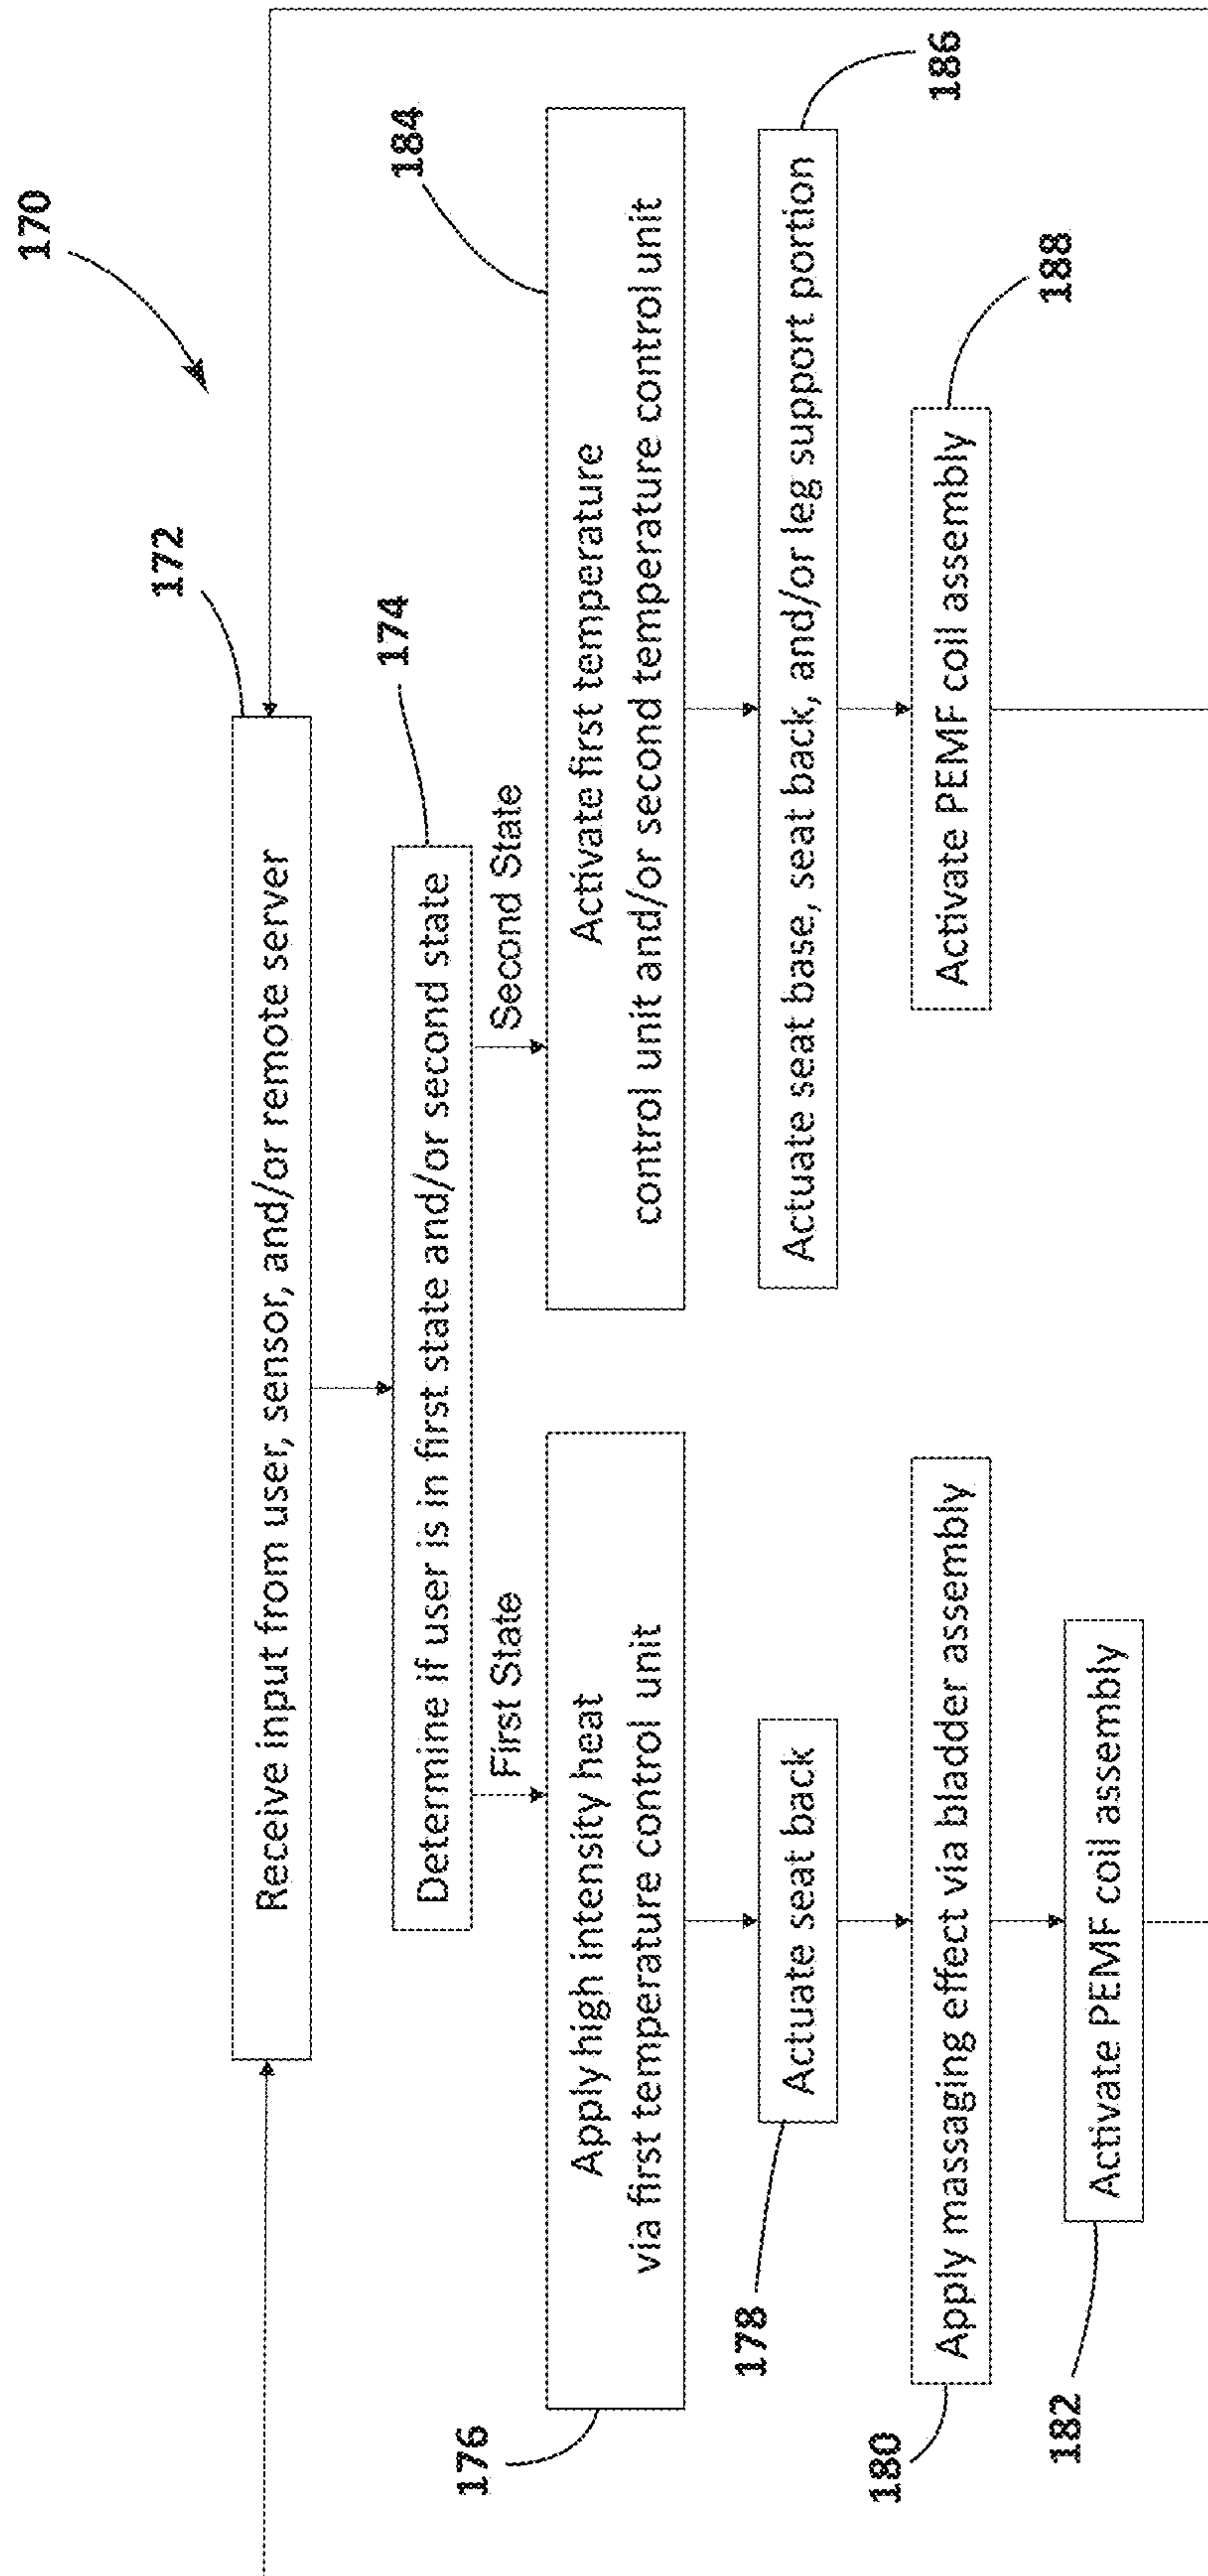 170
172
Receive input from user, sensor, and/or remote server
174
Determine if user is in first state and/or second state
First State
Second State
176
Apply high intensity heat
via first temperature control unit
184
Activate first temperature
control unit and/or second temperature control unit
178
Actuate seat back
Actuate seat base, seat back, and/or leg support portion
186
180
Apply massaging effect via bladder assembly
Activate PEMF coil assembly
188
182
Activate PEMF coil assembly